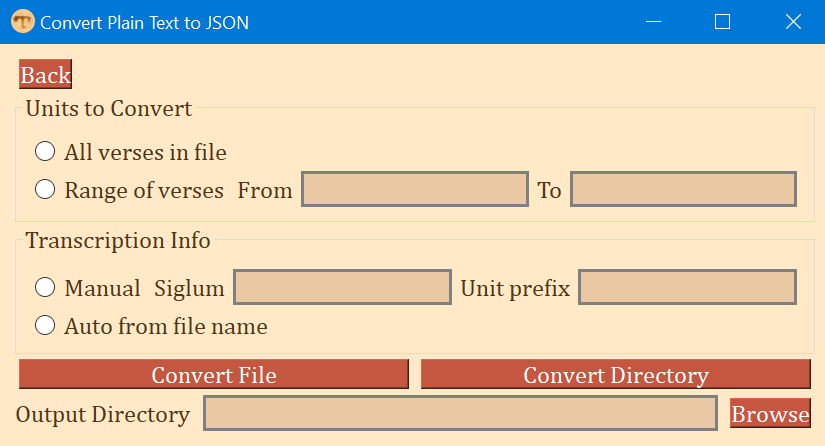 Convert Plain Text to JSON
Back
Units to Convert
All verses in file
Range of verses From To
Transcription Info
Manual Siglum Unit prefix
Auto from file name
Convert File Convert Directory
Output Directory Browse